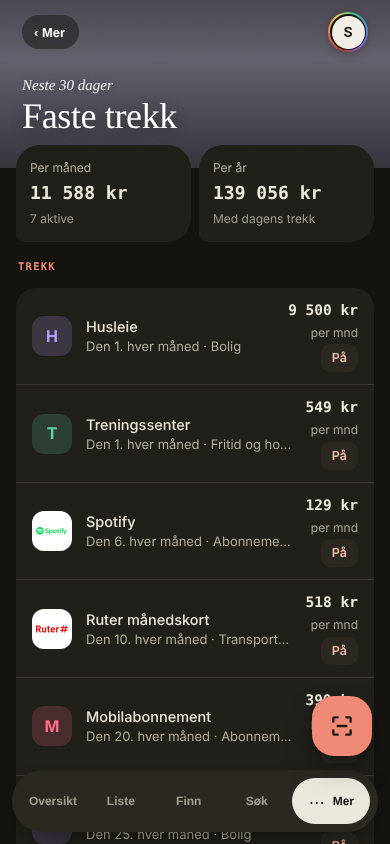 ‹ Mer
S
Neste 30 dager
Faste trekk
Per måned
11 588 kr
7 aktive
Per år
139 056 kr
Med dagens trekk
TREKK
H
Husleie
Den 1. hver måned · Bolig
9 500 kr
per mnd
På
T
Treningssenter
Den 1. hver måned · Fritid og ho...
549 kr
per mnd
På
Spotify
Spotify
Den 6. hver måned · Abonneme...
129 kr
per mnd
På
Ruter#
Ruter månedskort
Den 10. hver måned · Transport...
518 kr
per mnd
På
M
Mobilabonnement
Den 20. hver måned · Abonnem...
Oversikt
Liste
Finn
Søk
... Mer
Den 25. hver måned · Bolig